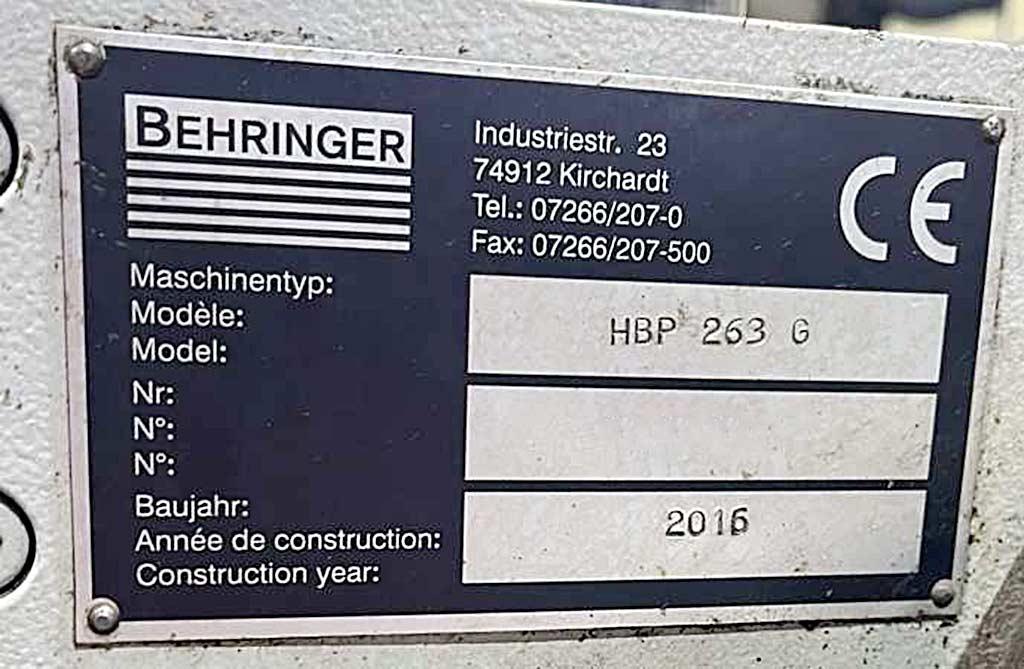 BEHRINGER
Industriestr. 23
74912 Kirchardt
Tel.: 07266/207-0
Fax: 07266/207-500
CE
Maschinentyp:
Modèle:
Model:
HBP 263 G
Nr:
N°:
N°:
Baujahr:
Année de construction:
Construction year:
2016